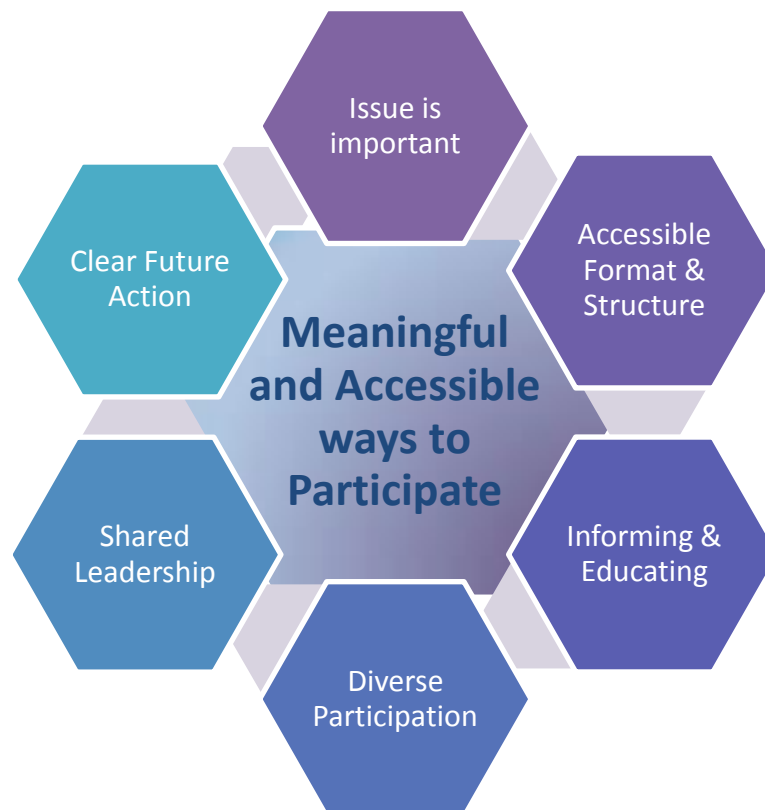 Issue is
important
Accessible
Format &
Structure
Informing &
Educating
Diverse
Participation
Shared
Leadership
Clear Future
Action
Meaningful
and Accessible
ways to
Participate